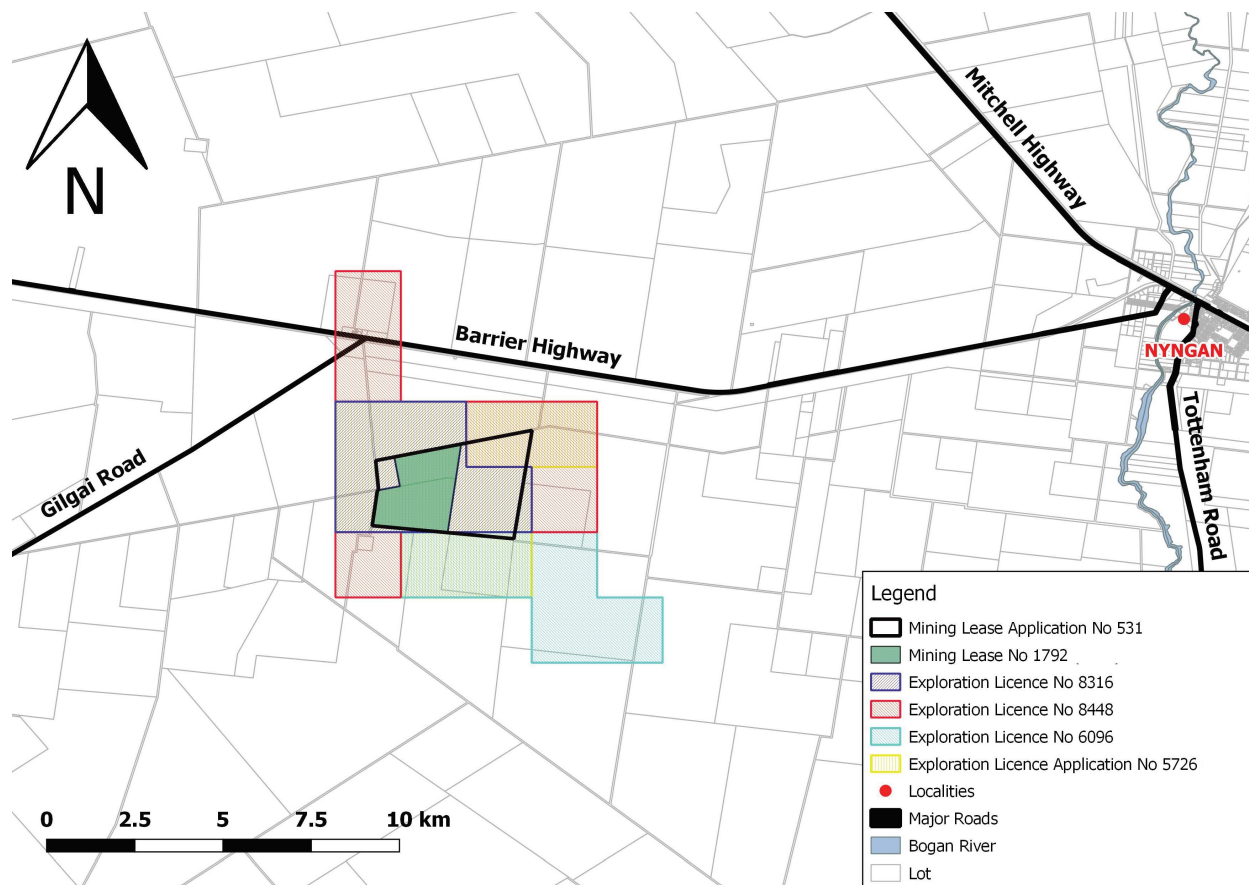 N
Mitchell Highway
Barrier Highway
NYNGAN
Gilgai Road
Tottenham Road
0 2.5 5 7.5 10 km
Legend
Mining Lease Application No 531
Mining Lease No 1792
Exploration Licence No 8316
Exploration Licence No 8448
Exploration Licence No 6096
Exploration Licence Application No 5726
Localities
Major Roads
Bogan River
Lot